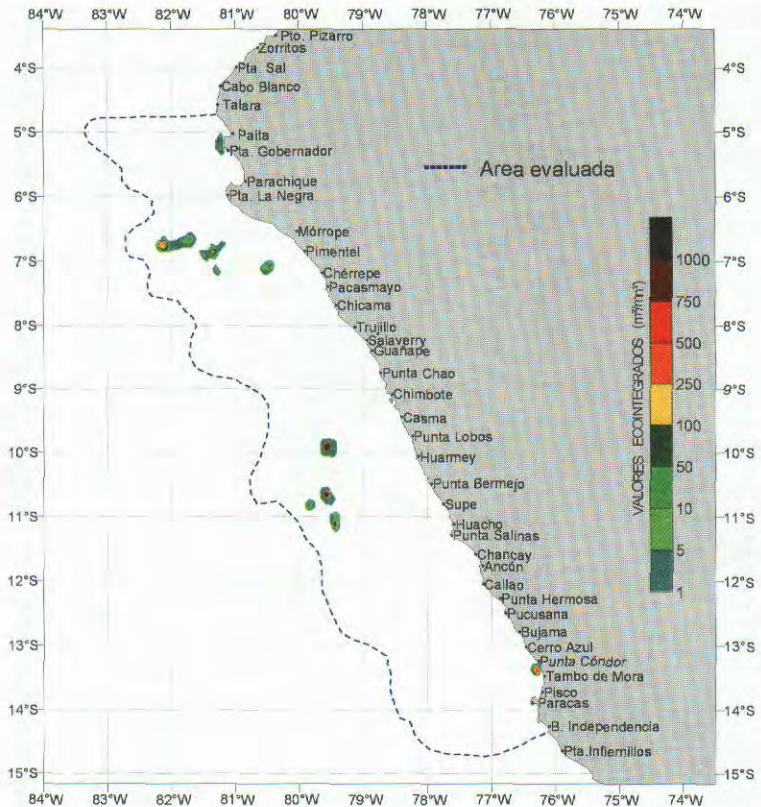 84°W 83°W 82°W 81°W 80°W 79°W 78°W 77°W 76°W 75°W 74°W
4°S
5°S
6°S
7°S
8°S
9°S
10°S
11°S
12°S
13°S
14°S
15°S
Pto. Pizarro
Zorritos
Pta. Sal
Cabo Blanco
Talara
Paita
Pta. Gobernador
Parachique
Pta. La Negra
Mórrope
Pimentel
Chérrepe
Pacasmayo
Chicama
Trujillo
Salaverry
Guañape
Punta Chao
Chimbote
Casma
Punta Lobos
Huarmey
Punta Bermejo
Supe
Huacho
Punta Salinas
Chancay
Ancón
Callao
Punta Hermosa
Pucusana
Bujama
Cerro Azul
Punta Cóndor
Tambo de Mora
Pisco
Paracas
B. Independencia
Pta.Infiernillos
Area evaluada
VALORES ECOINTEGRADOS (m²/mn²)
1000
750
500
250
100
50
10
5
1
4°S
5°S
6°S
7°S
8°S
9°S
10°S
11°S
12°S
13°S
14°S
15°S
84°W 83°W 82°W 81°W 80°W 79°W 78°W 77°W 76°W 75°W 74°W